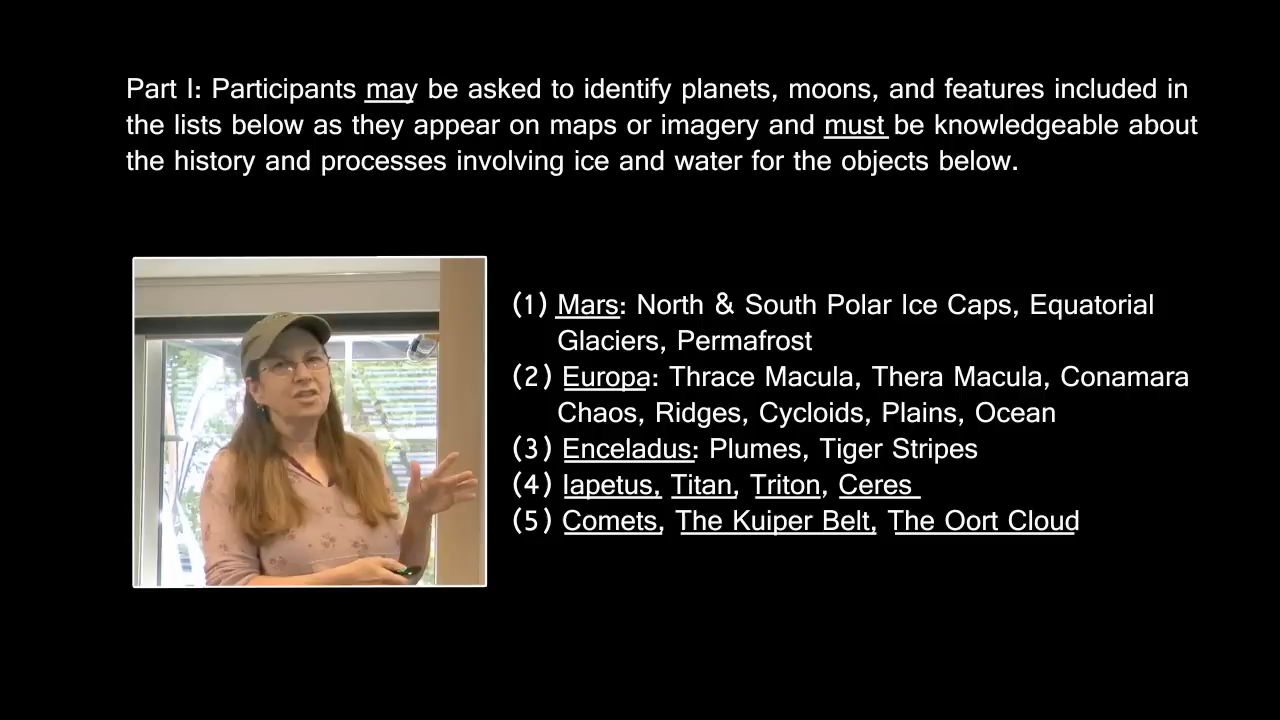 Part I: Participants may be asked to identify planets, moons, and features included in
the lists below as they appear on maps or imagery and must be knowledgeable about
the history and processes involving ice and water for the objects below.
(1) Mars: North & South Polar Ice Caps, Equatorial
Glaciers, Permafrost
(2) Europa: Thrace Macula, Thera Macula, Conamara
Chaos, Ridges, Cycloids, Plains, Ocean
(3) Enceladus: Plumes, Tiger Stripes
(4) Iapetus, Titan, Triton, Ceres
(5) Comets, The Kuiper Belt, The Oort Cloud